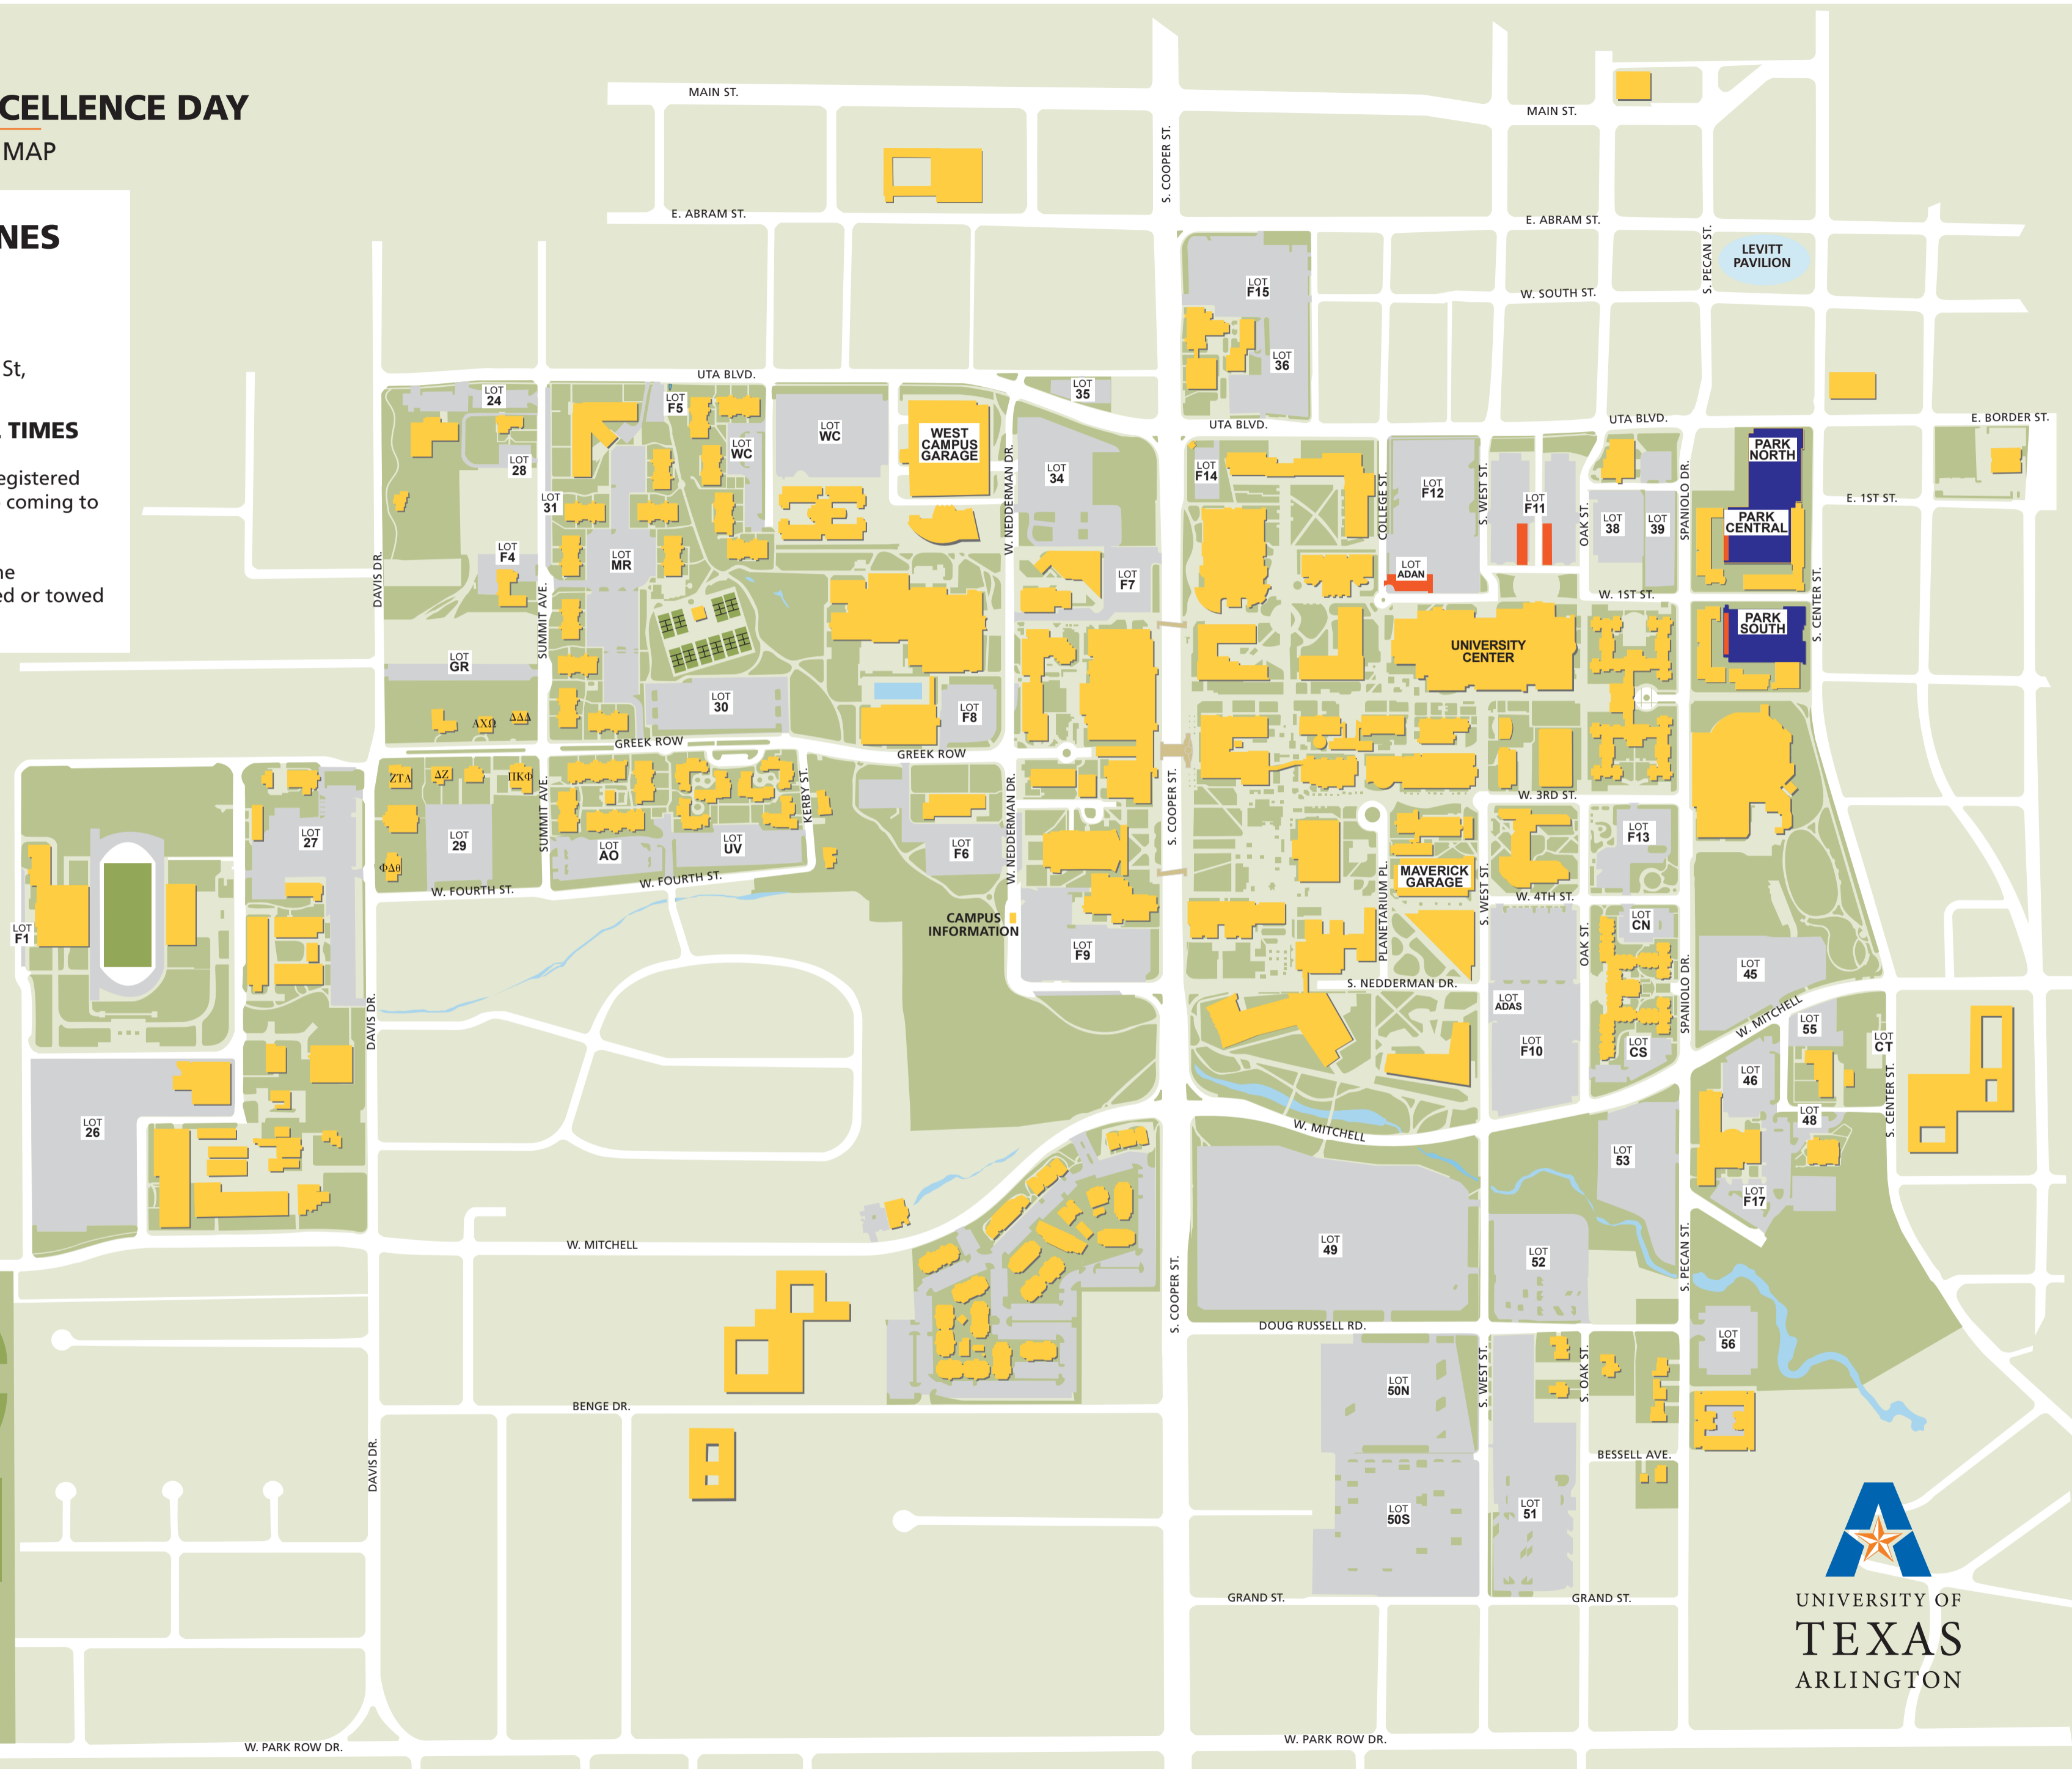 CELLENCE DAY
MAP
NES
St,
TIMES
egistered
coming to
ne
ed or towed
MAIN ST.
MAIN ST.
S. COOPER ST.
E. ABRAM ST.
E. ABRAM ST.
S. PECAN ST.
LEVITT
PAVILION
LOT
F15
W. SOUTH ST.
LOT
36
UTA BLVD.
LOT
35
LOT
24
LOT
F5
LOT
WC
LOT
WC
WEST
CAMPUS
GARAGE
UTA BLVD.
UTA BLVD.
E. BORDER ST.
LOT
28
LOT
31
W. NEDDERMAN DR.
LOT
34
LOT
F14
COLLEGE ST.
LOT
F12
S. WEST ST.
LOT
F11
OAK ST.
LOT
38
LOT
39
SPANIOLO DR.
PARK
NORTH
PARK
CENTRAL
E. 1ST ST.
DAVIS DR.
LOT
F4
SUMMIT AVE.
LOT
MR
LOT
F7
LOT
ADAN
W. 1ST ST.
PARK
SOUTH
S. CENTER ST.
LOT
GR
UNIVERSITY
CENTER
LOT
30
LOT
F8
ΑΧΩ
ΔΔΔ
GREEK ROW
GREEK ROW
ΖΤΑ
ΔΖ
ΠΚΦ
SUMMIT AVE.
KERBY ST.
W. NEDDERMAN DR.
S. COOPER ST.
W. 3RD ST.
LOT
27
LOT
29
LOT
AO
LOT
UV
LOT
F6
LOT
F13
ΦΔθ
W. FOURTH ST.
W. FOURTH ST.
PLANETARIUM PL.
MAVERICK
GARAGE
S. WEST ST.
W. 4TH ST.
LOT
F1
CAMPUS
INFORMATION
LOT
F9
OAK ST.
LOT
CN
LOT
45
S. NEDDERMAN DR.
DAVIS DR.
LOT
ADAS
LOT
F10
LOT
CS
SPANIOLO DR.
W. MITCHELL
LOT
55
LOT
CT
LOT
46
LOT
48
S. CENTER ST.
LOT
26
W. MITCHELL
LOT
53
LOT
F17
W. MITCHELL
LOT
49
LOT
52
S. PECAN ST.
S. COOPER ST.
DOUG RUSSELL RD.
LOT
56
LOT
50N
S. WEST ST.
S. OAK ST.
BENGE DR.
DAVIS DR.
BESSELL AVE.
LOT
50S
LOT
51
GRAND ST.
GRAND ST.
UNIVERSITY OF
TEXAS
ARLINGTON
W. PARK ROW DR.
W. PARK ROW DR.